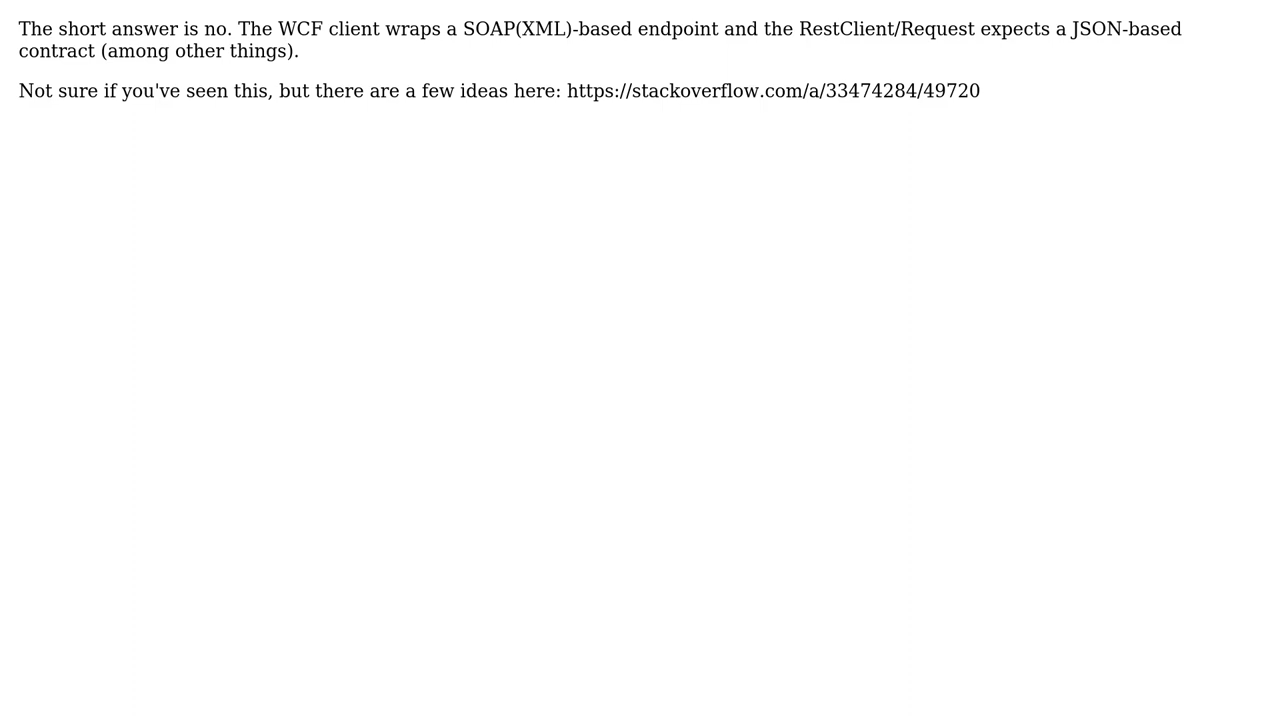 The short answer is no. The WCF client wraps a SOAP(XML)-based endpoint and the RestClient/Request expects a JSON-based
contract (among other things).
Not sure if you've seen this, but there are a few ideas here: https://stackoverflow.com/a/33474284/49720